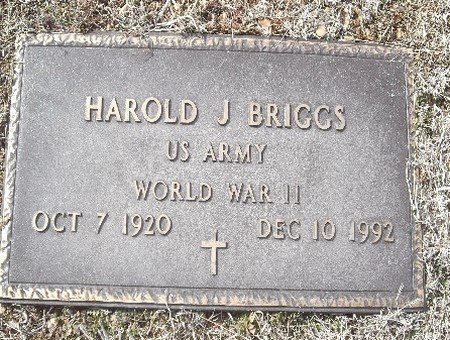 HAROLD J BRIGGS
US ARMY
WORLD WAR II
OCT 7 1920 DEC 10 1992